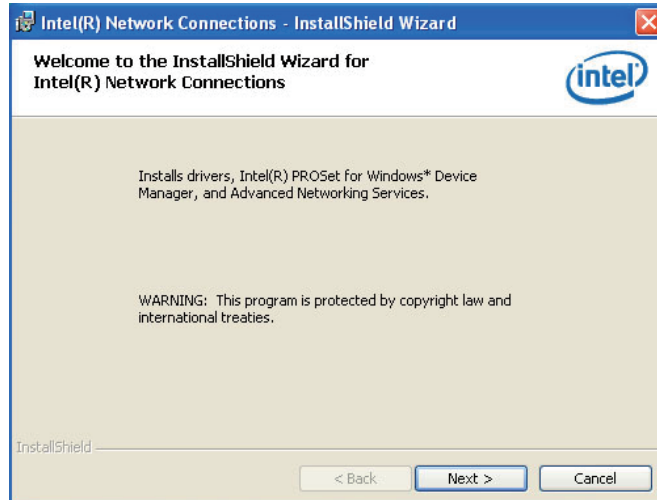 Intel(R) Network Connections - InstallShield Wizard
Welcome to the InstallShield Wizard for
Intel(R) Network Connections
intel
Installs drivers, Intel(R) PROSet for Windows* Device
Manager, and Advanced Networking Services.
WARNING: This program is protected by copyright law and
international treaties.
InstallShield
< Back
Next >
Cancel